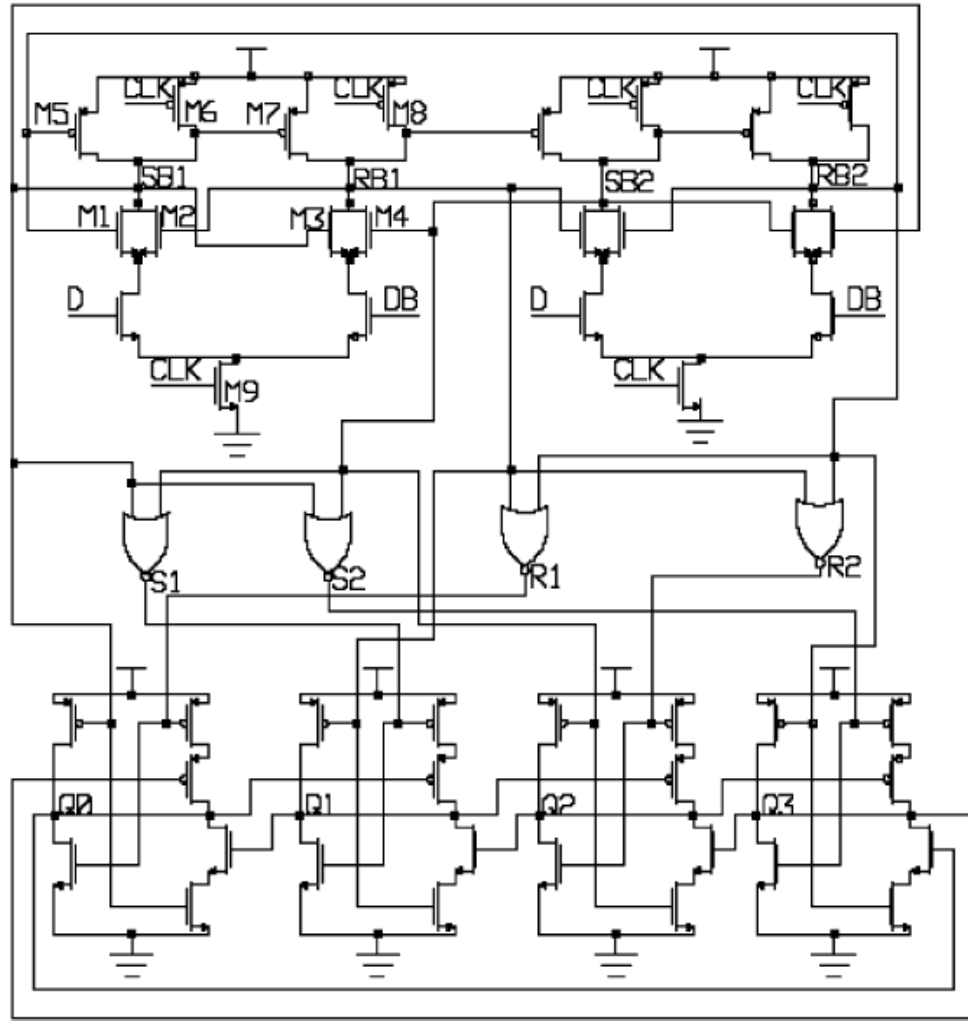 CLK CLK CLK CLK
M5 M6 M7 M8
SB1 RB1 SB2 RB2
M1 M2 M3 M4
D DB D DB
CLK CLK
M9
S1 S2 R1 R2
Q0 Q1 Q2 Q3